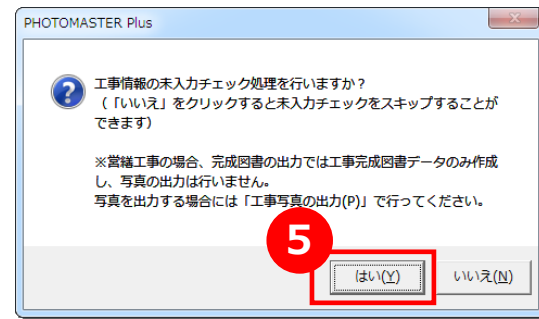 PHOTOMASTER Plus
工事情報の未入力チェック処理を行いますか？
（「いいえ」をクリックすると未入力チェックをスキップすることが
できます）
※営繕工事の場合、完成図書の出力では工事完成図書データのみ作成
し、写真の出力は行いません。
写真を出力する場合には「工事写真の出力(P)」で行ってください。
5
はい(Y)
いいえ(N)